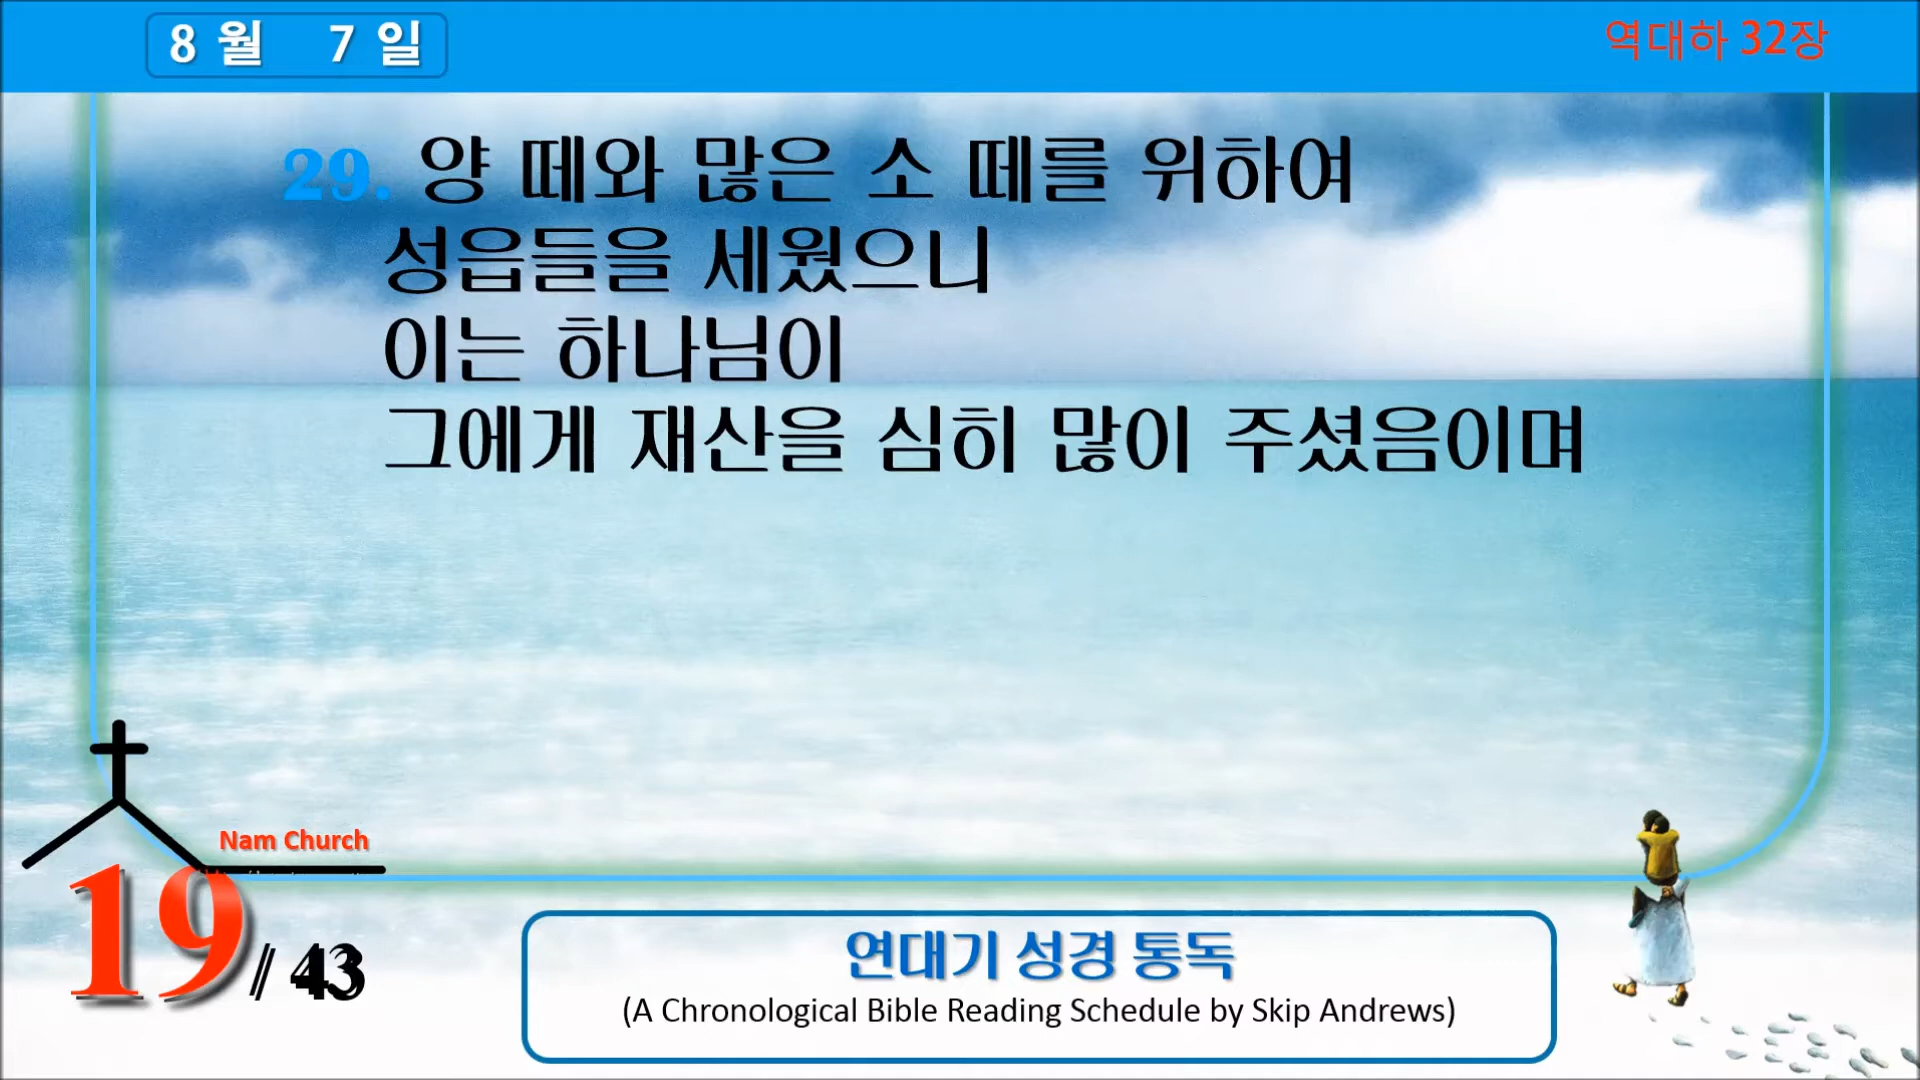 8 월 7 일
역대하 32장
29. 양 떼와 많은 소 떼를 위하여
성읍들을 세웠으니
이는 하나님이
그에게 재산을 심히 많이 주셨음이며
Nam Church
19 / 43
연대기 성경 통독
(A Chronological Bible Reading Schedule by Skip Andrews)